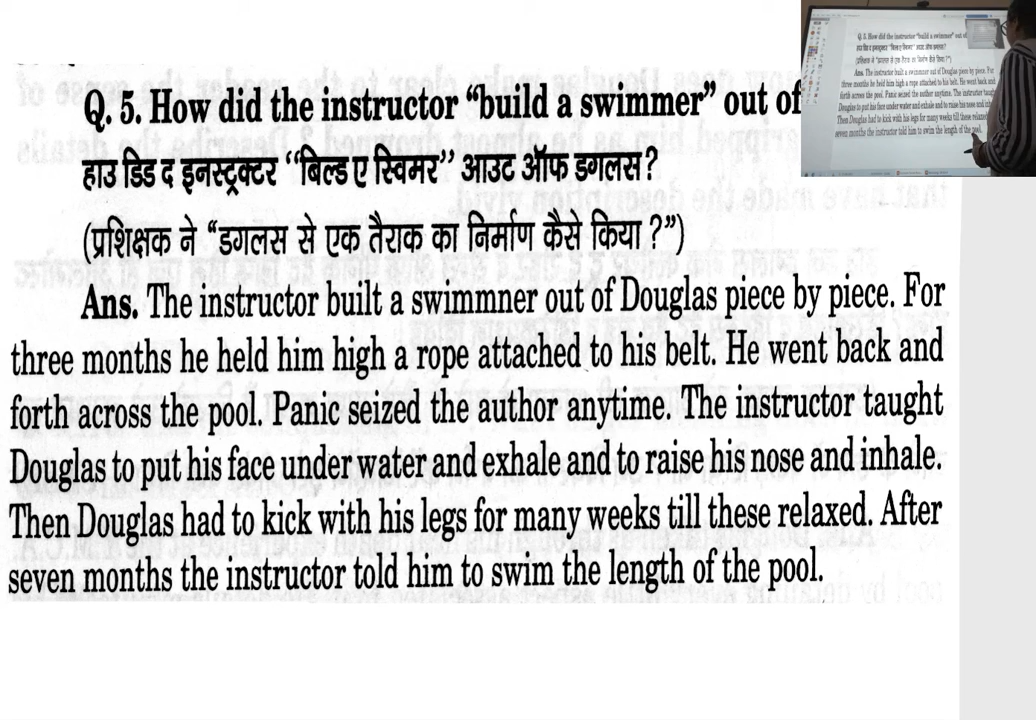 Q. 5. How did the instructor “build a swimmer” out of
हाउ डिड द इनस्ट्रक्टर ‘‘बिल्ड ए स्विमर’’ आउट ऑफ डगलस?
(प्रशिक्षक ने “डगलस से एक तैराक का निर्माण कैसे किया ?”)
Ans. The instructor built a swimmner out of Douglas piece by piece. For
three months he held him high a rope attached to his belt. He went back and
forth across the pool. Panic seized the author anytime. The instructor taught
Douglas to put his face under water and exhale and to raise his nose and inhale.
Then Douglas had to kick with his legs for many weeks till these relaxed. After
seven months the instructor told him to swim the length of the pool.